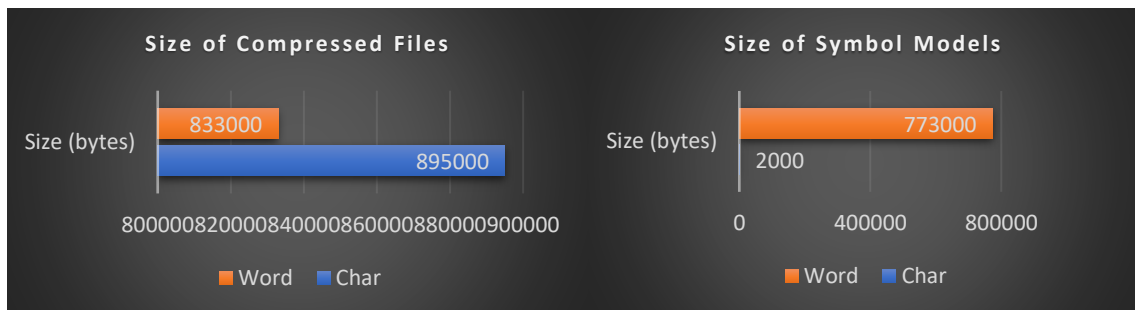 Size of Compressed Files
833000
Size (bytes)
895000
800000820000840000860000880000900000
Word Char
Size of Symbol Models
773000
Size (bytes)
2000
0 400000 800000
Word Char